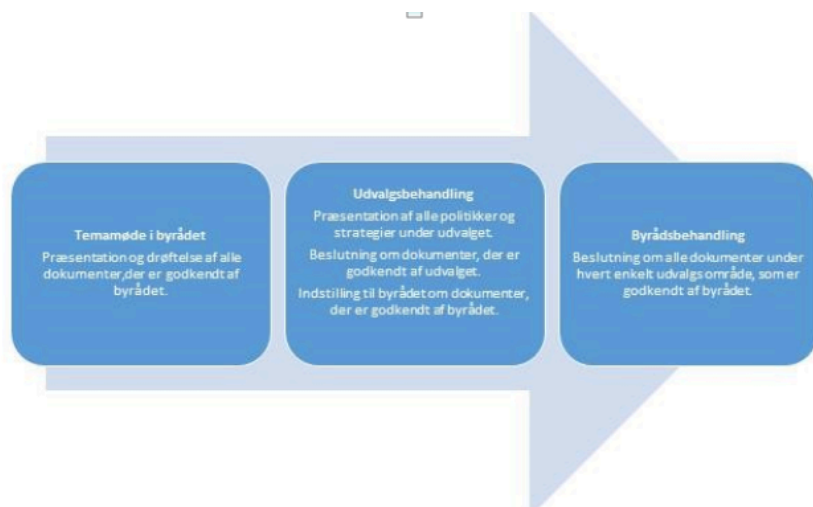 Temamøde i byrådet
Præsentation og drøftelse af alle
dokumenter,der er godkendt af
byrådet.
Udvalgsbehandling
Præsentation af alle politikker og
strategier under udvalget.
Beslutning om dokumenter, der er
godkendt af udvalget.
Indstilling til byrådet om dokumenter,
der er godkendt af byrådet.
Byrådsbehandling
Beslutning om alle dokumenter under
hvert enkelt udvalgs område, som er
godkendt af byrådet.